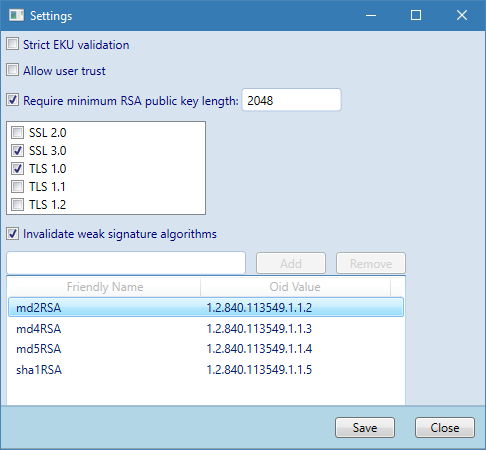 Settings
Strict EKU validation
Allow user trust
Require minimum RSA public key length: 2048
SSL 2.0
SSL 3.0
TLS 1.0
TLS 1.1
TLS 1.2
Invalidate weak signature algorithms
Add Remove
Friendly Name Oid Value
md2RSA 1.2.840.113549.1.1.2
md4RSA 1.2.840.113549.1.1.3
md5RSA 1.2.840.113549.1.1.4
sha1RSA 1.2.840.113549.1.1.5
Save Close